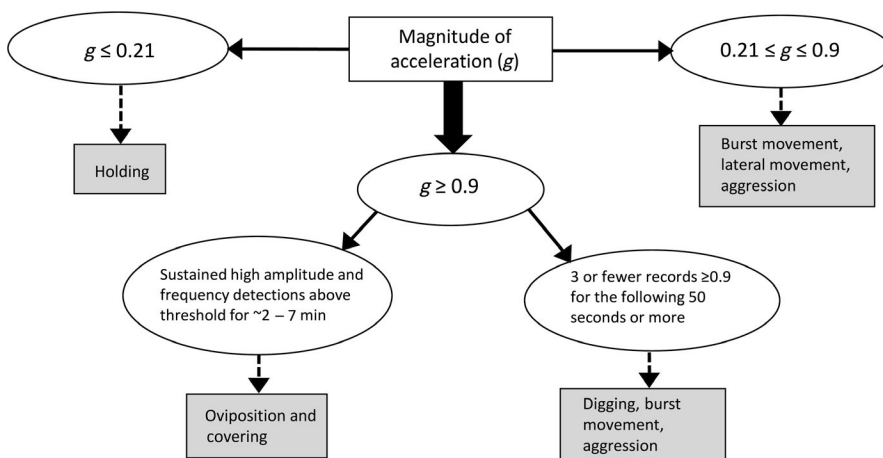 g ≤ 0.21
Magnitude of
acceleration (g)
0.21 ≤ g ≤ 0.9
Holding
Burst movement,
lateral movement,
aggression
g ≥ 0.9
Sustained high amplitude and
frequency detections above
threshold for ~2 – 7 min
3 or fewer records ≥0.9
for the following 50
seconds or more
Oviposition and
covering
Digging, burst
movement,
aggression